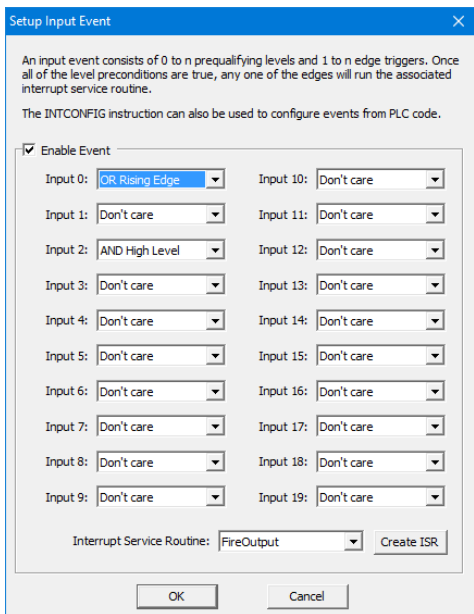 Setup Input Event
An input event consists of 0 to n prequalifying levels and 1 to n edge triggers. Once
all of the level preconditions are true, any one of the edges will run the associated
interrupt service routine.
The INTCONFIG instruction can also be used to configure events from PLC code.
Enable Event
Input 0: OR Rising Edge Input 10: Don't care
Input 1: Don't care Input 11: Don't care
Input 2: AND High Level Input 12: Don't care
Input 3: Don't care Input 13: Don't care
Input 4: Don't care Input 14: Don't care
Input 5: Don't care Input 15: Don't care
Input 6: Don't care Input 16: Don't care
Input 7: Don't care Input 17: Don't care
Input 8: Don't care Input 18: Don't care
Input 9: Don't care Input 19: Don't care
Interrupt Service Routine: FireOutput Create ISR
OK Cancel